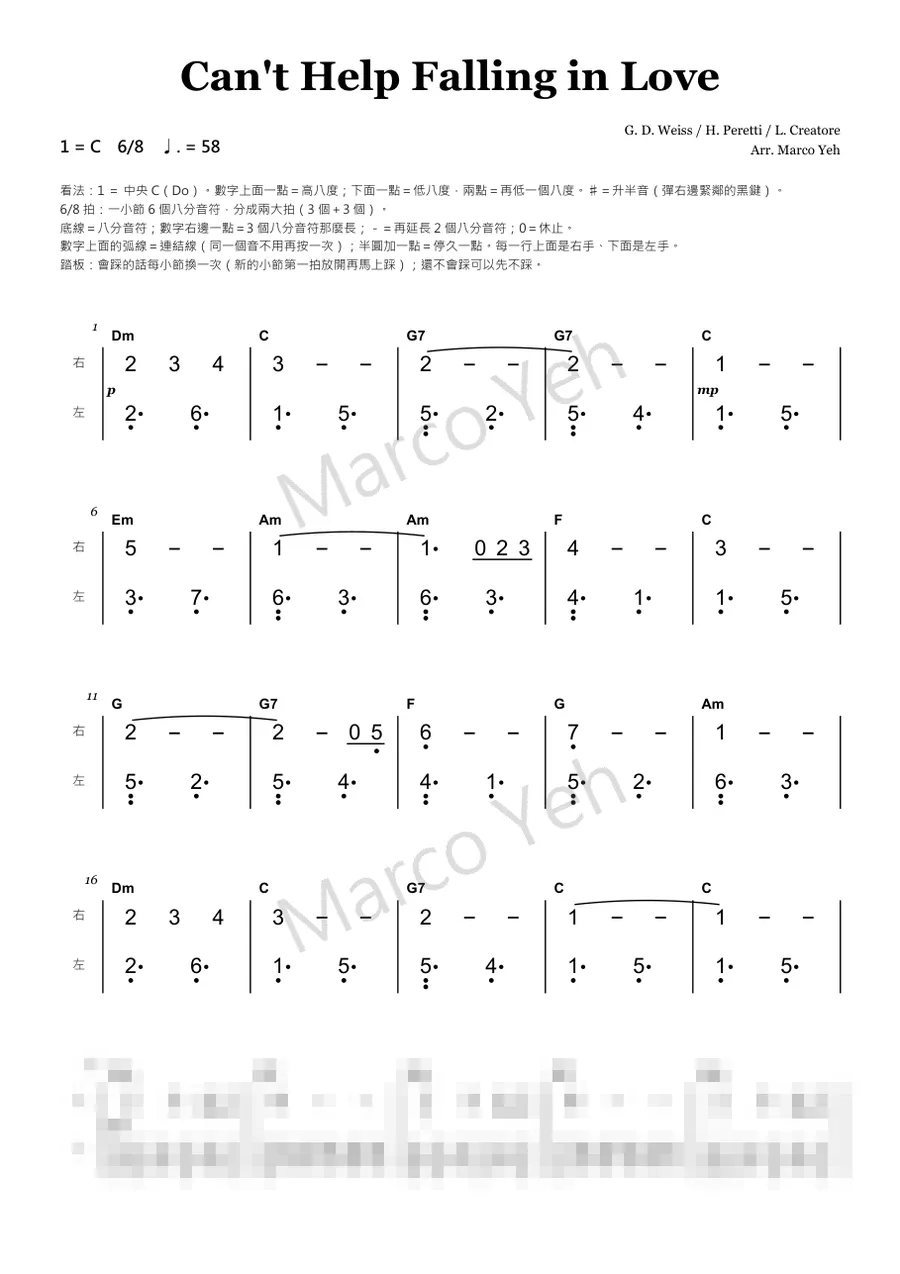 Can't Help Falling in Love
G. D. Weiss / H. Peretti / L. Creatore
1 = C 6/8 ♩. = 58
Arr. Marco Yeh
看法：1 ＝ 中央 C（Do）。數字上面一點＝高八度；下面一點＝低八度，兩點＝再低一個八度。♯＝升半音（彈右邊緊鄰的黑鍵）。
6/8 拍：一小節 6 個八分音符，分成兩大拍（3 個＋3 個）。
底線＝八分音符；數字右邊一點＝3 個八分音符那麼長；－＝再延長 2 個八分音符；0＝休止。
數字上面的弧線＝連結線（同一個音不用再按一次）；半圓加一點＝停久一點。每一行上面是右手、下面是左手。
踏板：會踩的話每小節換一次（新的小節第一拍放開再馬上踩）；還不會踩可以先不踩。
1 Dm C G7 G7 C
右 2 3 4 3 – – 2 – – 2 – – 1 – –
p mp
左 2· 6· 1· 5· 5· 2· 5· 4· 1· 5·
6 Em Am Am F C
右 5 – – 1 – – 1· 0 2 3 4 – – 3 – –
左 3· 7· 6· 3· 6· 3· 4· 1· 1· 5·
11 G G7 F G Am
右 2 – – 2 – 0 5 6 – – 7 – – 1 – –
左 5· 2· 5· 4· 4· 1· 5· 2· 6· 3·
16 Dm C G7 C C
右 2 3 4 3 – – 2 – – 1 – – 1 – –
左 2· 6· 1· 5· 5· 4· 1· 5· 1· 5·
Marco Yeh
Marco Yeh